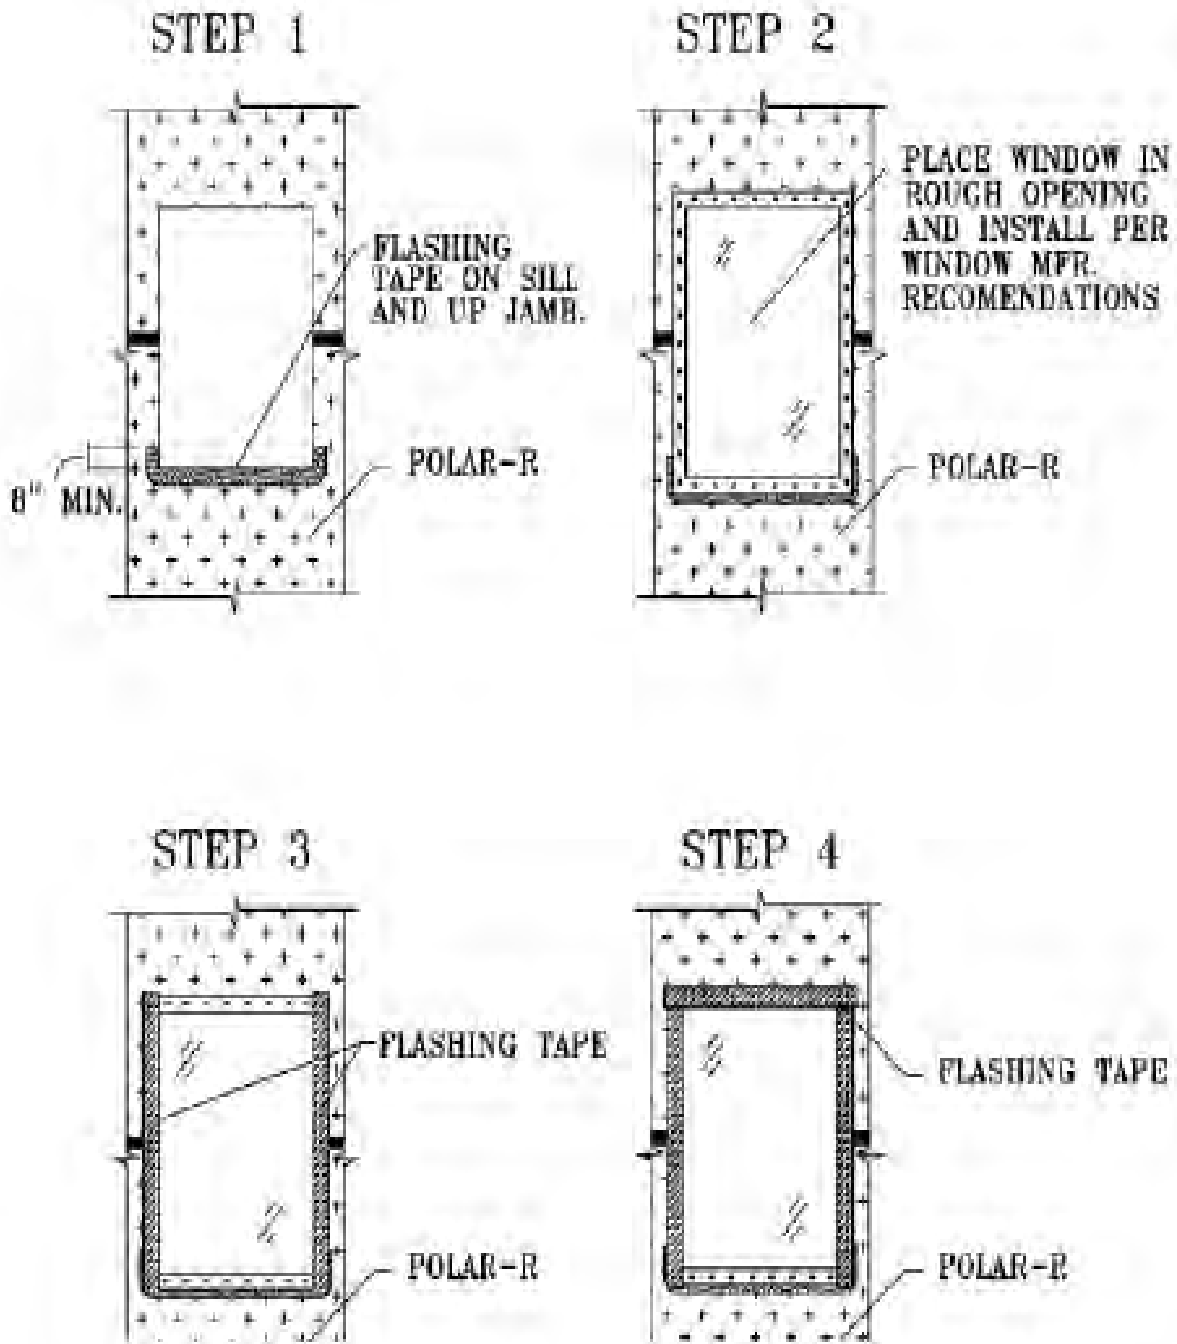 STEP 1
FLASHING
TAPE ON SILL
AND UP JAMB.
POLAR-R
8" MIN.
STEP 2
PLACE WINDOW IN
ROUGH OPENING
AND INSTALL PER
WINDOW MFR.
RECOMENDATIONS
POLAR-R
STEP 3
FLASHING TAPE
POLAR-R
STEP 4
FLASHING TAPE
POLAR-R